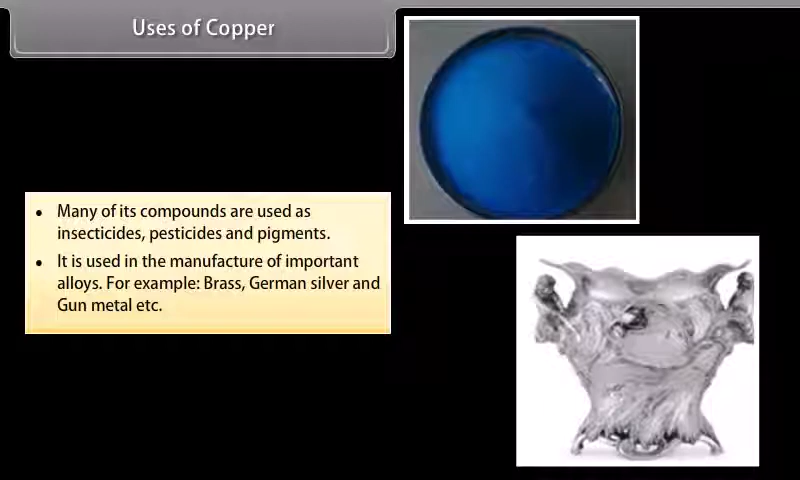 Uses of Copper
• Many of its compounds are used as
insecticides, pesticides and pigments.
• It is used in the manufacture of important
alloys. For example: Brass, German silver and
Gun metal etc.